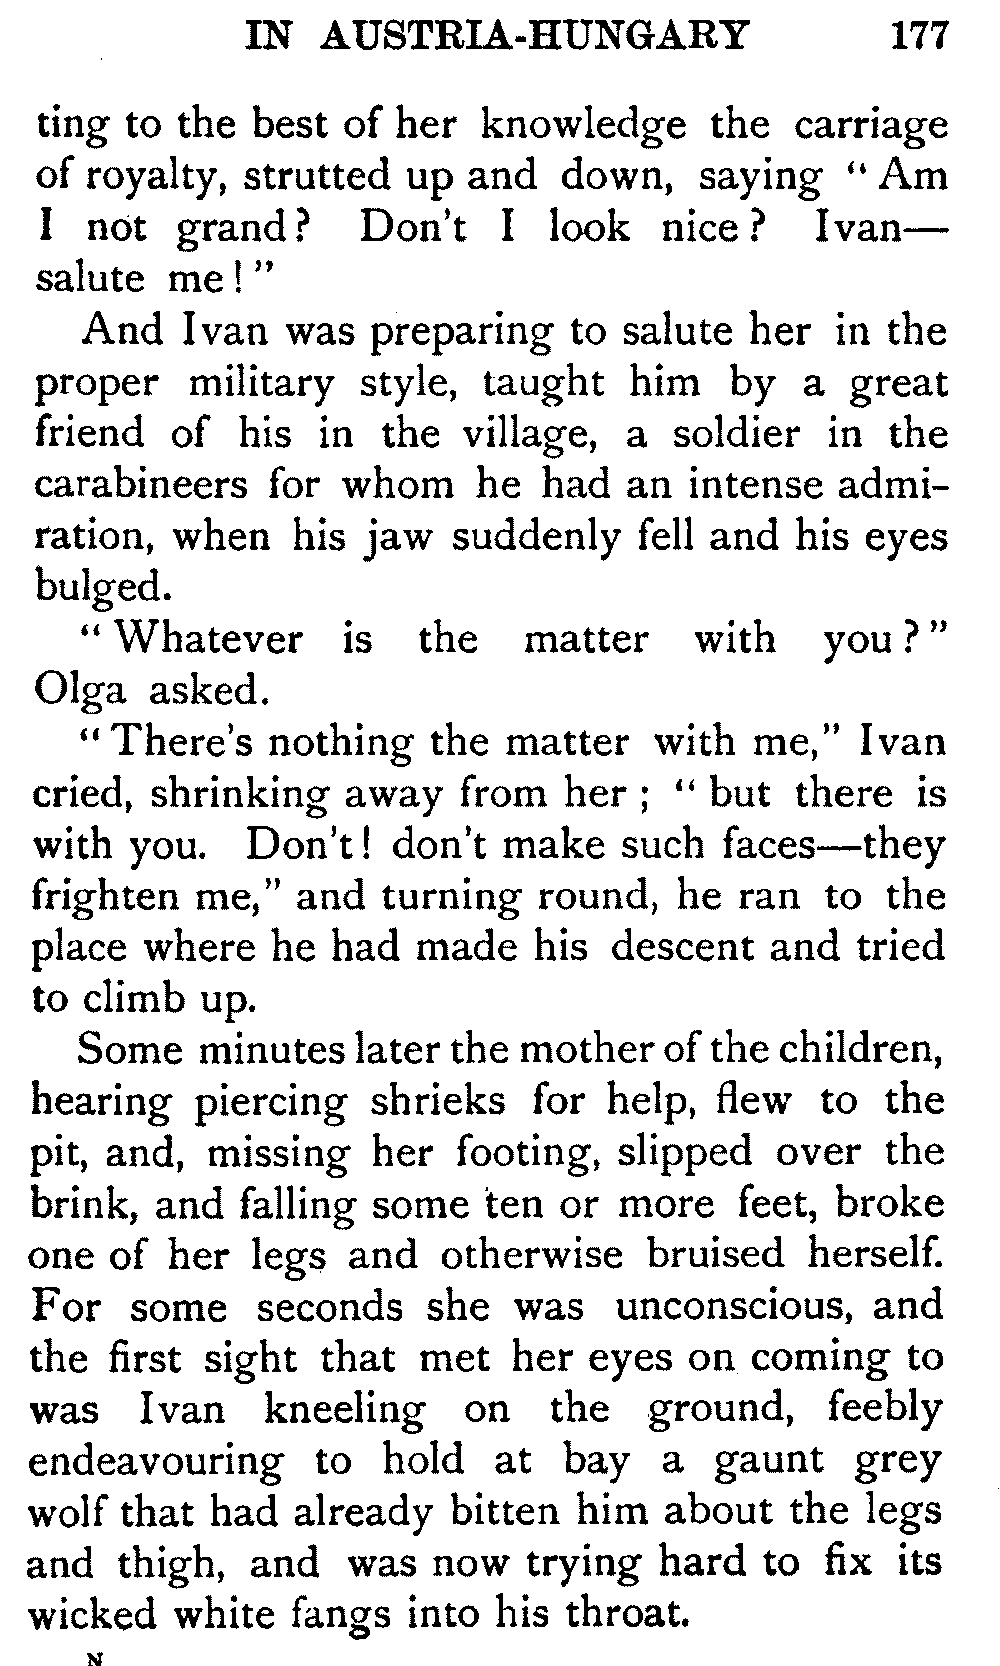 IN AUSTRIA-HUNGARY 177
ting to the best of her knowledge the carriage
of royalty, strutted up and down, saying “ Am
I not grand? Don't I look nice? Ivan—
salute me!”
And Ivan was preparing to salute her in the
proper military style, taught him by a great
friend of his in the village, a soldier in the
carabineers for whom he had an intense admi-
ration, when his jaw suddenly fell and his eyes
bulged.
“ Whatever is the matter with you?”
Olga asked.
“ There's nothing the matter with me,” Ivan
cried, shrinking away from her ; “ but there is
with you. Don't! don't make such faces—they
frighten me,” and turning round, he ran to the
place where he had made his descent and tried
to climb up.
Some minutes later the mother of the children,
hearing piercing shrieks for help, flew to the
pit, and, missing her footing, slipped over the
brink, and falling some ten or more feet, broke
one of her legs and otherwise bruised herself.
For some seconds she was unconscious, and
the first sight that met her eyes on coming to
was Ivan kneeling on the ground, feebly
endeavouring to hold at bay a gaunt grey
wolf that had already bitten him about the legs
and thigh, and was now trying hard to fix its
wicked white fangs into his throat.
N